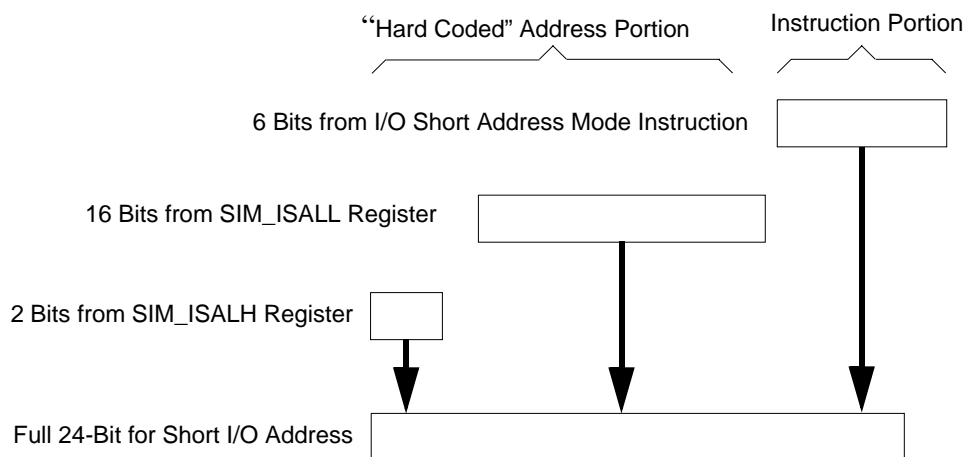 “Hard Coded” Address Portion
Instruction Portion
6 Bits from I/O Short Address Mode Instruction
16 Bits from SIM_ISALL Register
2 Bits from SIM_ISALH Register
Full 24-Bit for Short I/O Address